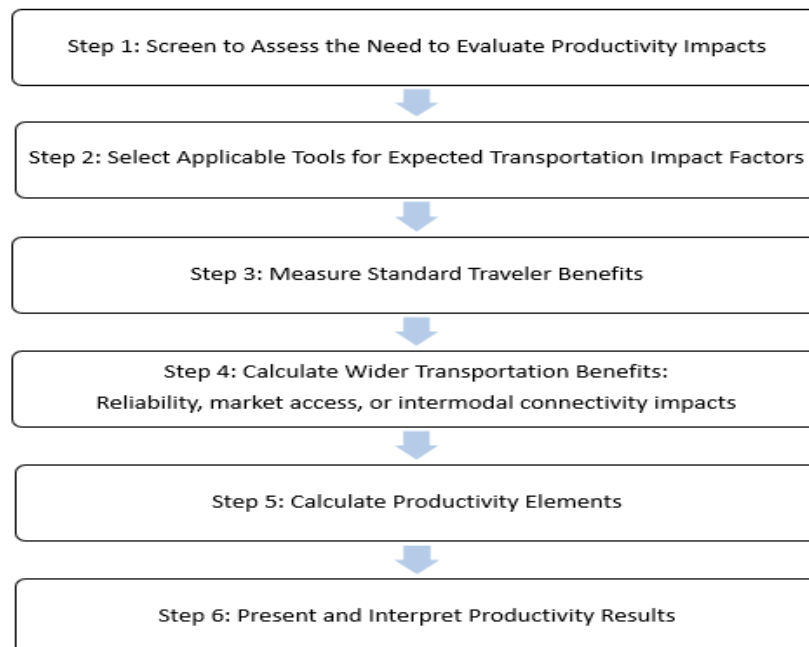 Step 1: Screen to Assess the Need to Evaluate Productivity Impacts
Step 2: Select Applicable Tools for Expected Transportation Impact Factors
Step 3: Measure Standard Traveler Benefits
Step 4: Calculate Wider Transportation Benefits:
Reliability, market access, or intermodal connectivity impacts
Step 5: Calculate Productivity Elements
Step 6: Present and Interpret Productivity Results